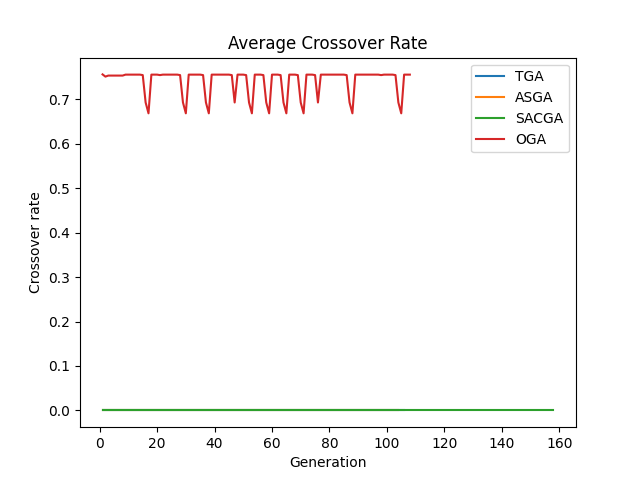 Average Crossover Rate
TGA
ASGA
SACGA
OGA
0.7
0.6
0.5
0.4
0.3
0.2
0.1
0.0
Crossover rate
0 20 40 60 80 100 120 140 160
Generation